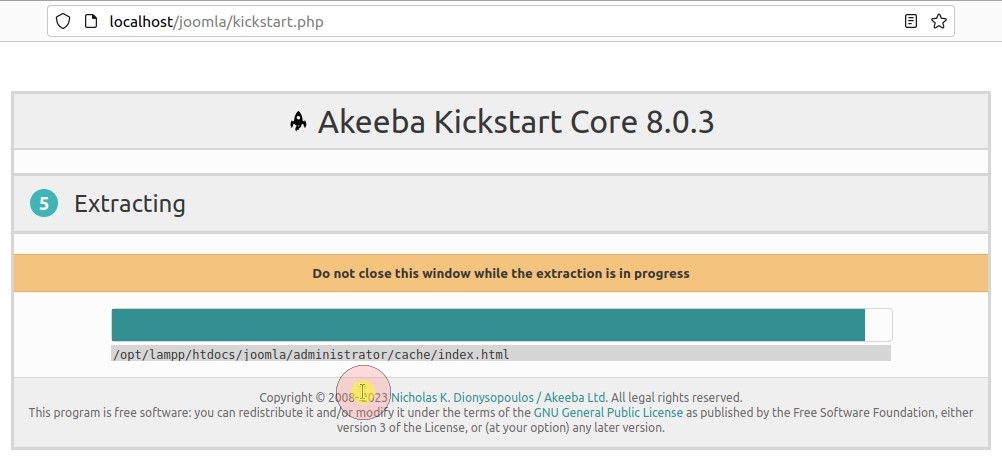 localhost/joomla/kickstart.php
Akeeba Kickstart Core 8.0.3
5 Extracting
Do not close this window while the extraction is in progress
/opt/lampp/htdocs/joomla/administrator/cache/index.html
Copyright © 2008–2023 Nicholas K. Dionysopoulos / Akeeba Ltd. All legal rights reserved.
This program is free software: you can redistribute it and/or modify it under the terms of the GNU General Public License as published by the Free Software Foundation, either
version 3 of the License, or (at your option) any later version.